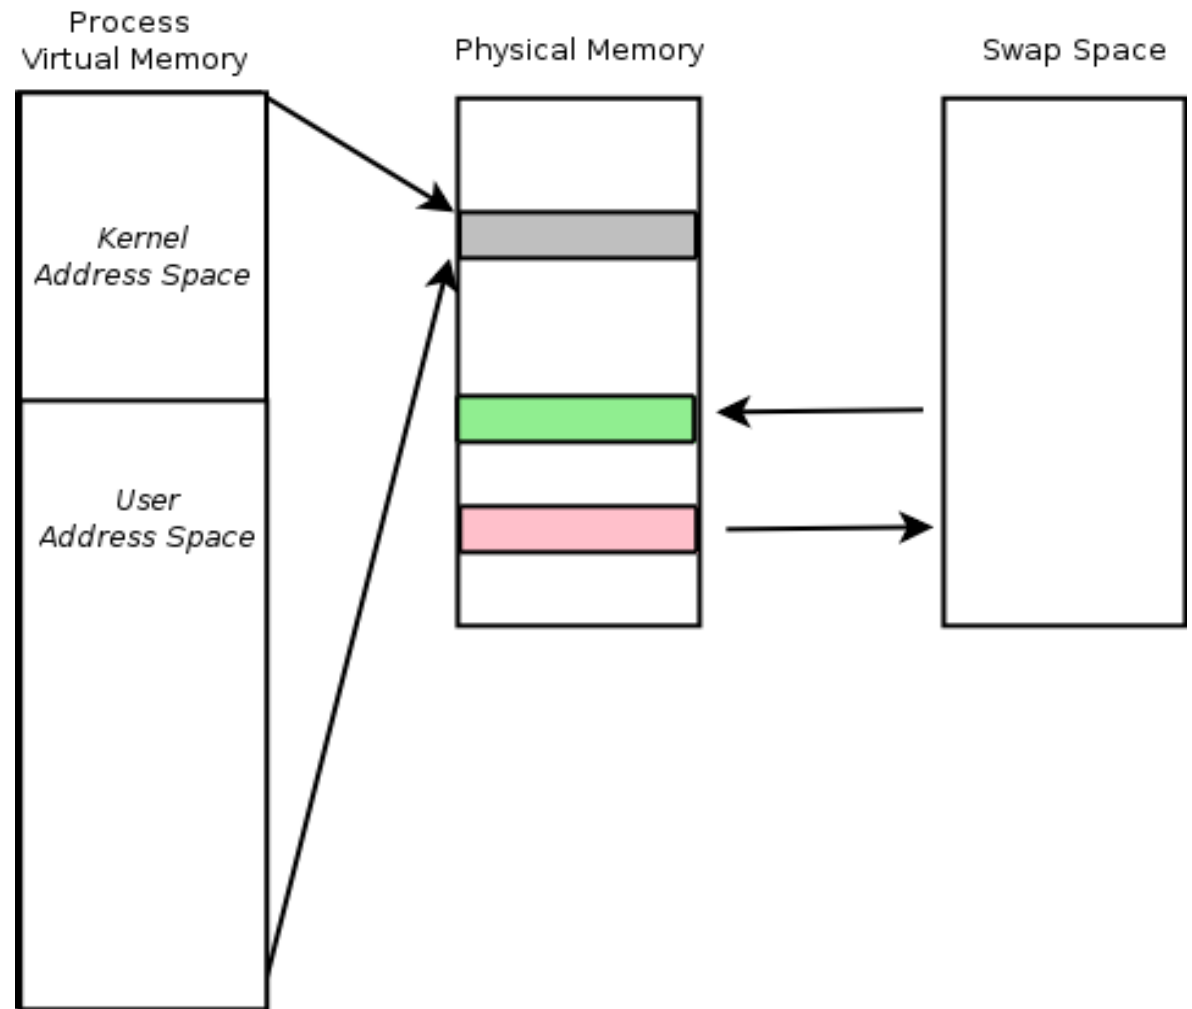 Process
Virtual Memory
Physical Memory
Swap Space
Kernel
Address Space
User
Address Space